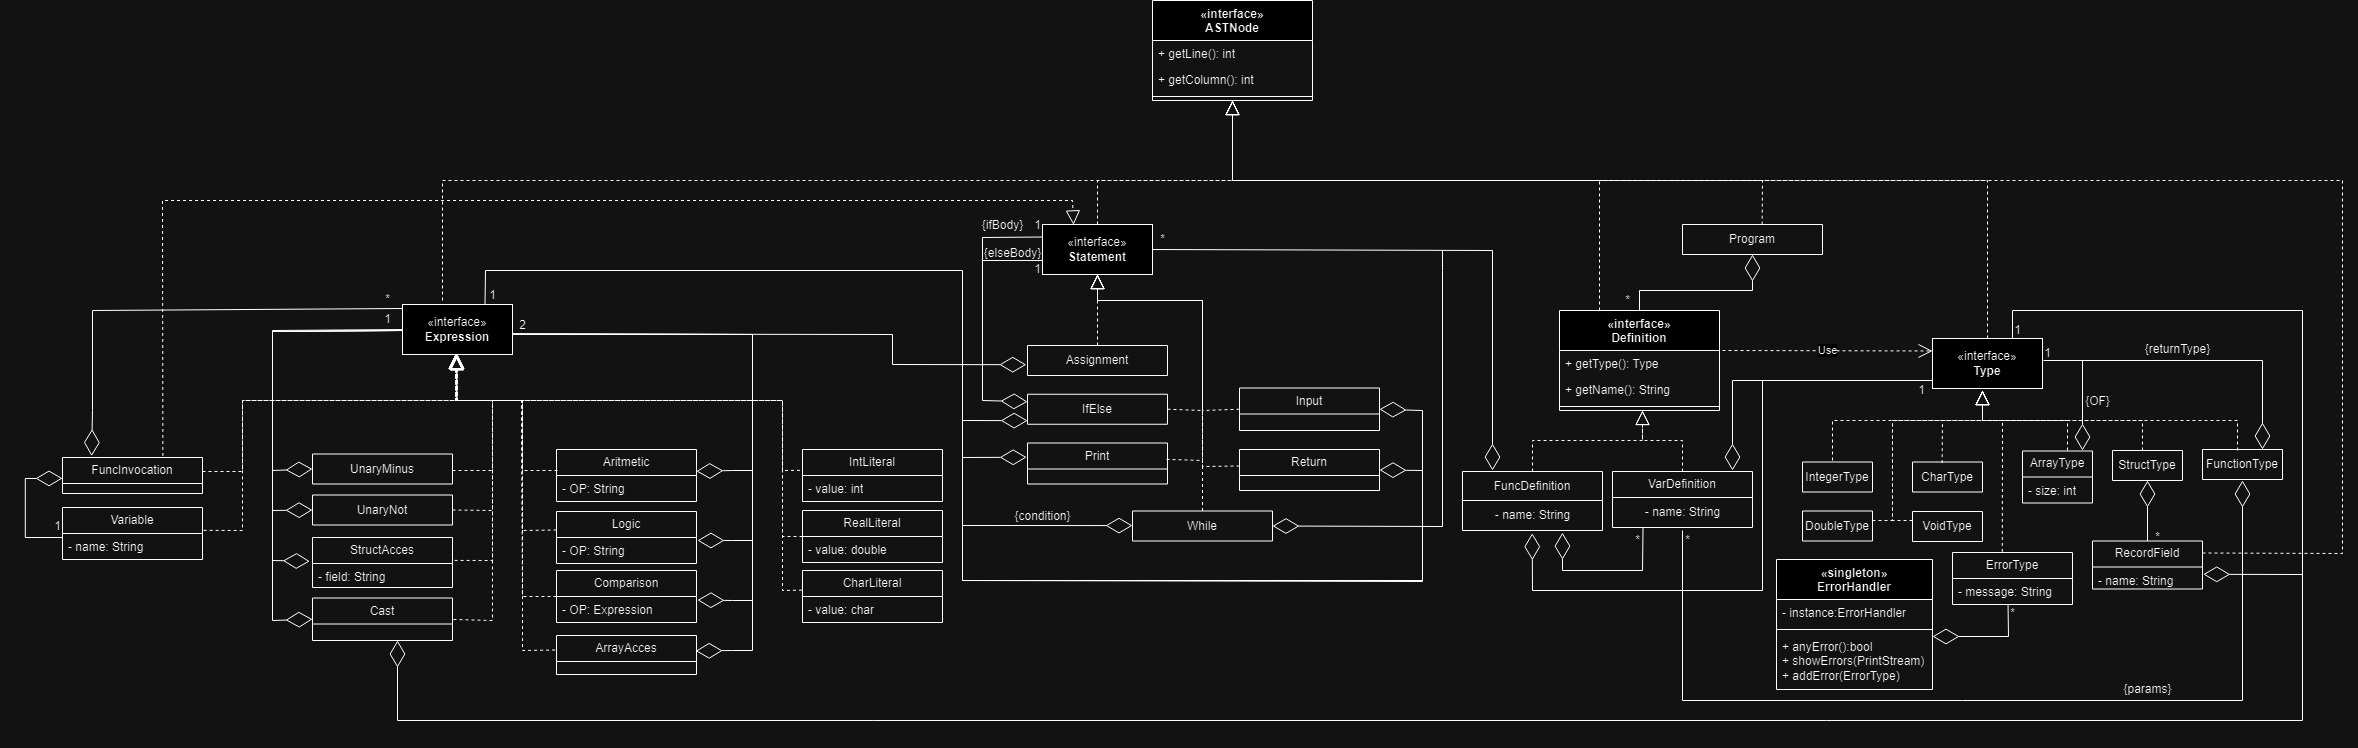 «interface»
ASTNode
+ getLine(): int
+ getColumn(): int
{ifBody}
1
{elseBody}
1
«interface»
Statement
*
Program
*
1
*
1
«interface»
Expression
2
«interface»
Definition
+ getType(): Type
+ getName(): String
Use
1
«interface»
Type
1
{returnType}
1
{OF}
Assignment
IfElse
Input
Print
Return
{condition}
While
FuncInvocation
1
Variable
- name: String
UnaryMinus
UnaryNot
StructAcces
- field: String
Cast
Aritmetic
- OP: String
Logic
- OP: String
Comparison
- OP: Expression
ArrayAcces
IntLiteral
- value: int
RealLiteral
- value: double
CharLiteral
- value: char
FuncDefinition
- name: String
VarDefinition
- name: String
*
*
IntegerType
CharType
DoubleType
VoidType
ArrayType
- size: int
StructType
FunctionType
*
RecordField
- name: String
ErrorType
- message: String
*
«singleton»
ErrorHandler
- instance:ErrorHandler
+ anyError():bool
+ showErrors(PrintStream)
+ addError(ErrorType)
{params}